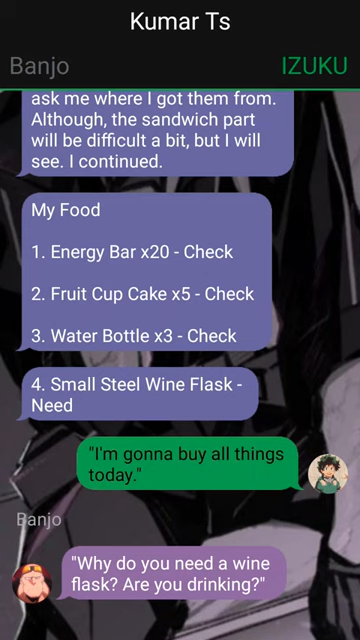 Kumar Ts
Banjo
IZUKU
ask me where I got them from.
Although, the sandwich part
will be difficult a bit, but I will
see. I continued.
My Food
1. Energy Bar x20 - Check
2. Fruit Cup Cake x5 - Check
3. Water Bottle x3 - Check
4. Small Steel Wine Flask -
Need
"I'm gonna buy all things
today."
Banjo
"Why do you need a wine
flask? Are you drinking?"